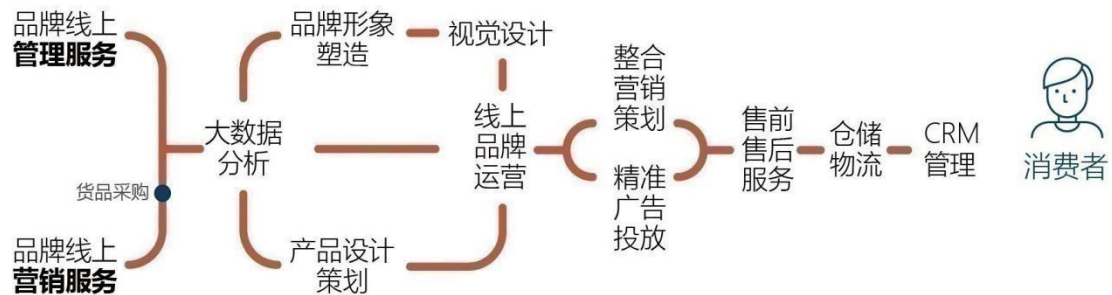 品牌线上
管理服务
货品采购
品牌线上
营销服务
大数据
分析
品牌形象
塑造
视觉设计
产品设计
策划
线上
品牌
运营
整合
营销
策划
精准
广告
投放
售前
售后
服务
仓储
物流
CRM
管理
消费者